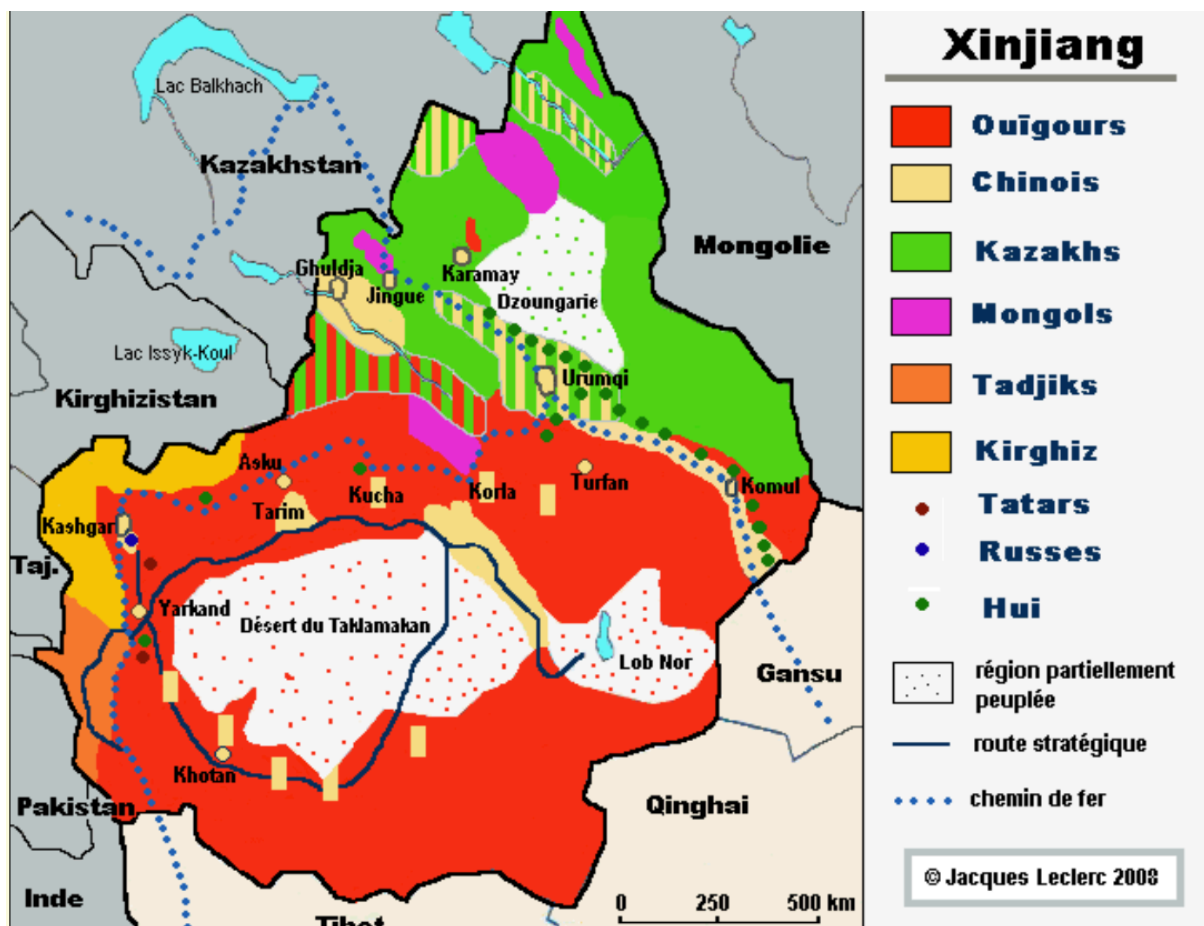 Xinjiang
Ouïgours
Chinois
Kazakhs
Mongols
Tadjiks
Kirghiz
Tatars
Russes
Hui
région partiellement
peuplée
route stratégique
chemin de fer
© Jacques Leclerc 2008
Lac Balkhach
Kazakhstan
Mongolie
Ghuldja
Jingue
Karamay
Dzoungarie
Lac Issyk-Koul
Urumqi
Kirghizistan
Asku
Kucha
Korla
Turfan
Komul
Tarim
Kashgar
Taj.
Yarkand
Désert du Taklamakan
Lob Nor
Gansu
Khotan
Pakistan
Qinghai
Inde
Tibet
0 250 500 km